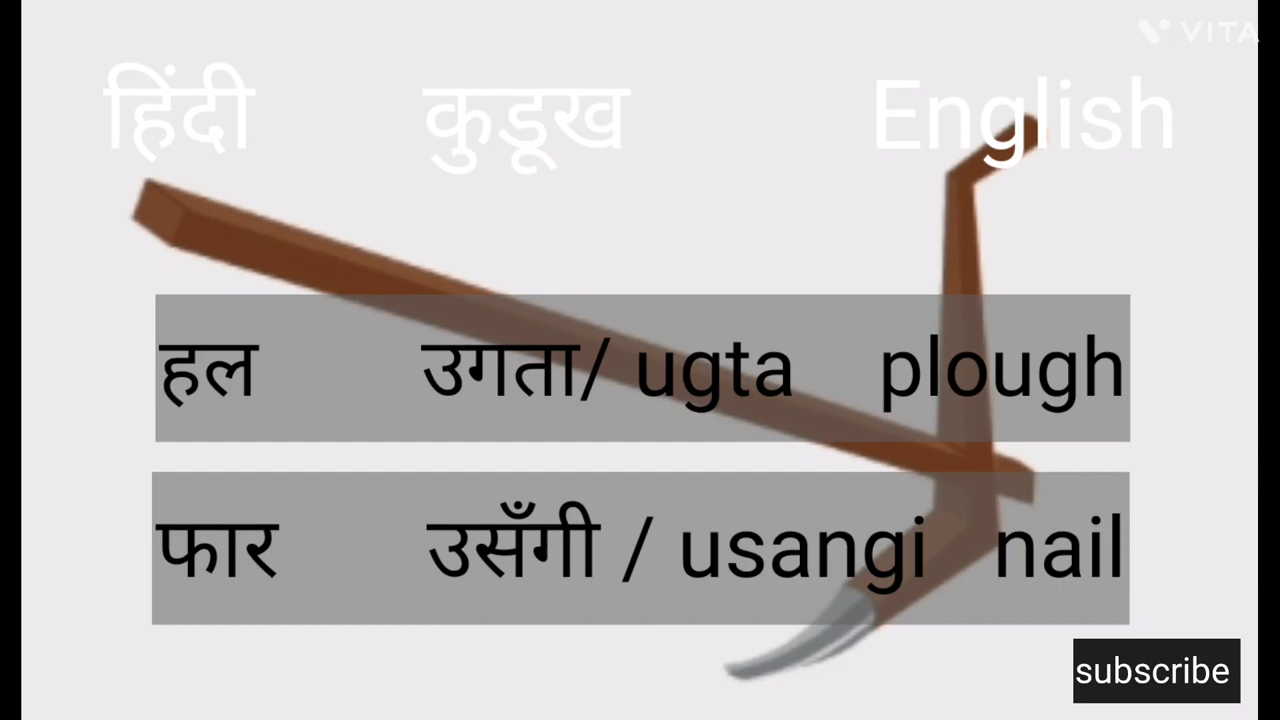 VITA
हिंदी कुडूख English
हल उगता/ ugta plough
फार उसँगी / usangi nail
subscribe